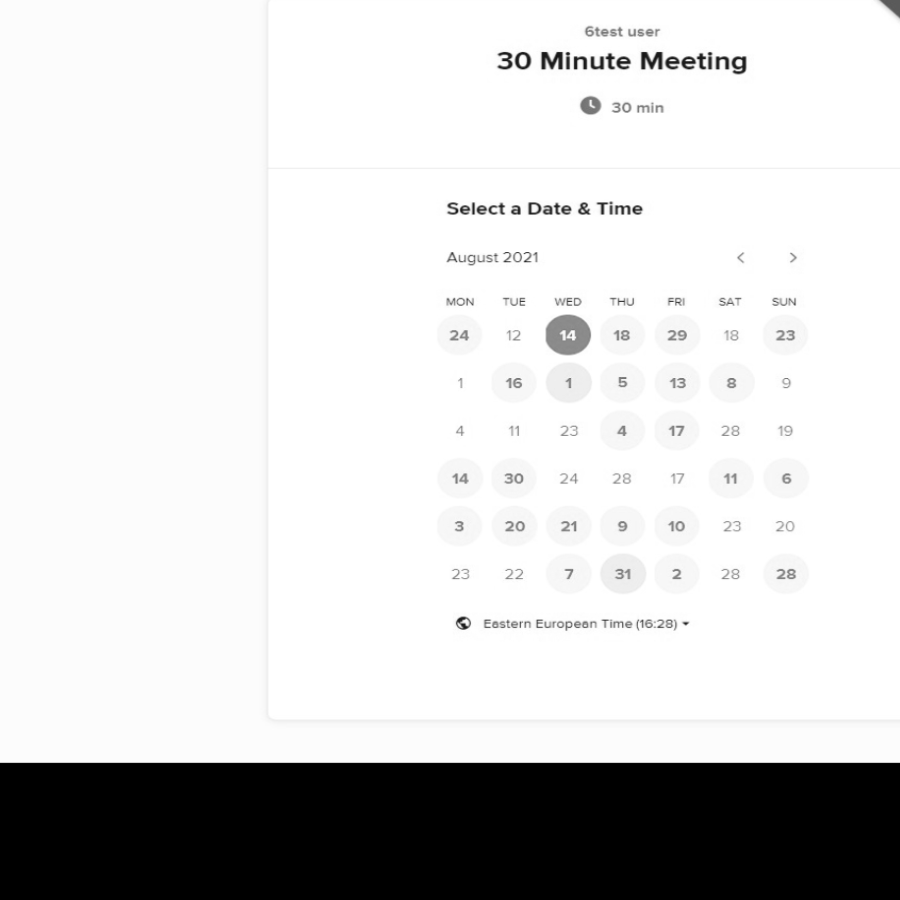 6test user
30 Minute Meeting
30 min
Select a Date & Time
August 2021
MON TUE WED THU FRI SAT SUN
24 12 14 18 29 18 23
1 16 1 5 13 8 9
4 11 23 4 17 28 19
14 30 24 28 17 11 6
3 20 21 9 10 23 20
23 22 7 31 2 28 28
Eastern European Time (16:28)